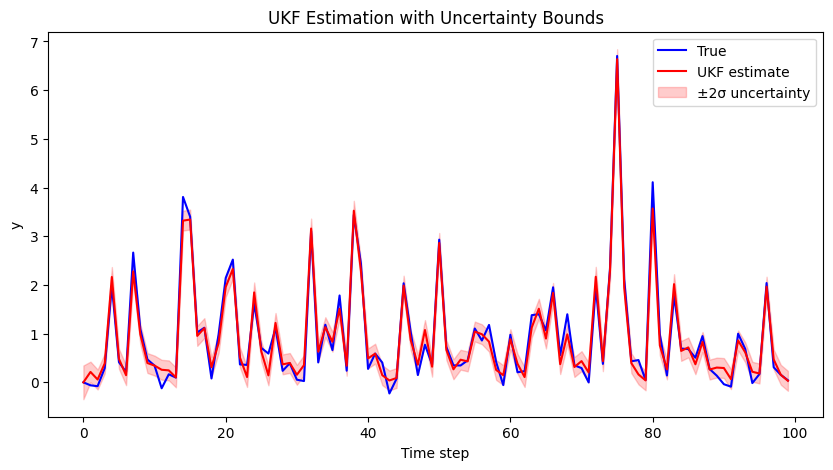 UKF Estimation with Uncertainty Bounds
7
6
5
4
3
2
1
0
y
True
UKF estimate
±2σ uncertainty
0 20 40 60 80 100
Time step